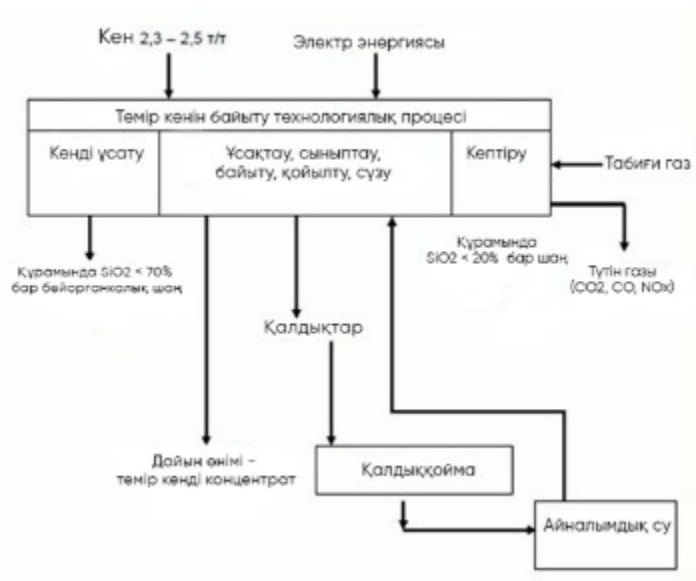 Кен 2,3 – 2,5 т/т
Электр энергиясы
Темір кенін байыту технологиялық процесі
Кенді ұсату
Ұсақтау, сыныптау,
байыту, қойылту, сүзу
Кептіру
Табиғи газ
Құрамында SiO2 < 70%
бар бейорганкалық шаң
Құрамында
SiO2 < 20% бар шаң
Түтін газы
(CO2, CO, NOx)
Қалдықтар
Дайын өнімі –
темір кенді концентрат
Қалдыққойма
Айналымдық су